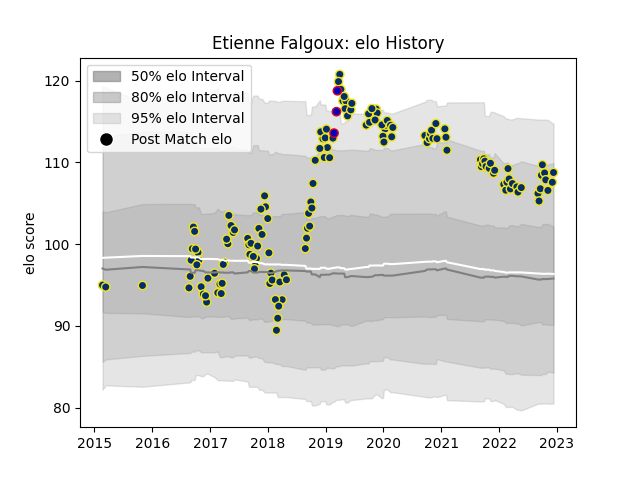 Etienne Falgoux: elo History
50% elo Interval
80% elo Interval
95% elo Interval
Post Match elo
elo score
120
110
100
90
80
2015 2016 2017 2018 2019 2020 2021 2022 2023